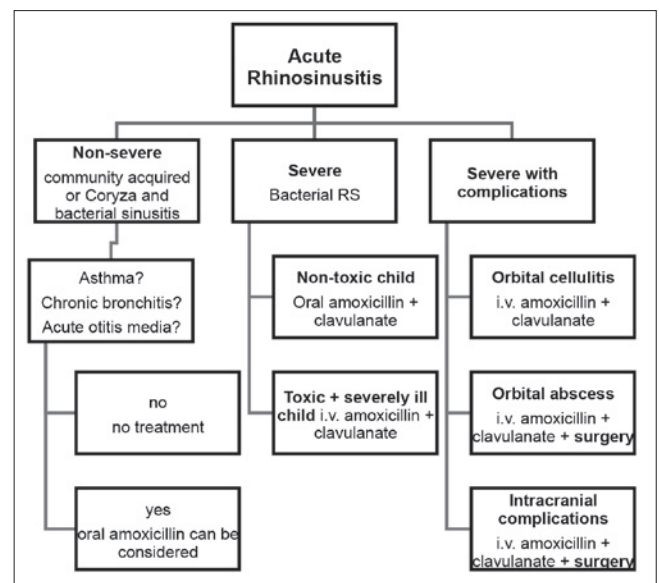 Acute
Rhinosinusitis
Non-severe
community acquired
or Coryza and
bacterial sinusitis
Severe
Bacterial RS
Severe with
complications
Asthma?
Chronic bronchitis?
Acute otitis media?
no
no treatment
yes
oral amoxicillin can be
considered
Non-toxic child
Oral amoxicillin +
clavulanate
Toxic + severely ill
child i.v. amoxicillin +
clavulanate
Orbital cellulitis
i.v. amoxicillin +
clavulanate
Orbital abscess
i.v. amoxicillin +
clavulanate + surgery
Intracranial
complications
i.v. amoxicillin +
clavulanate + surgery